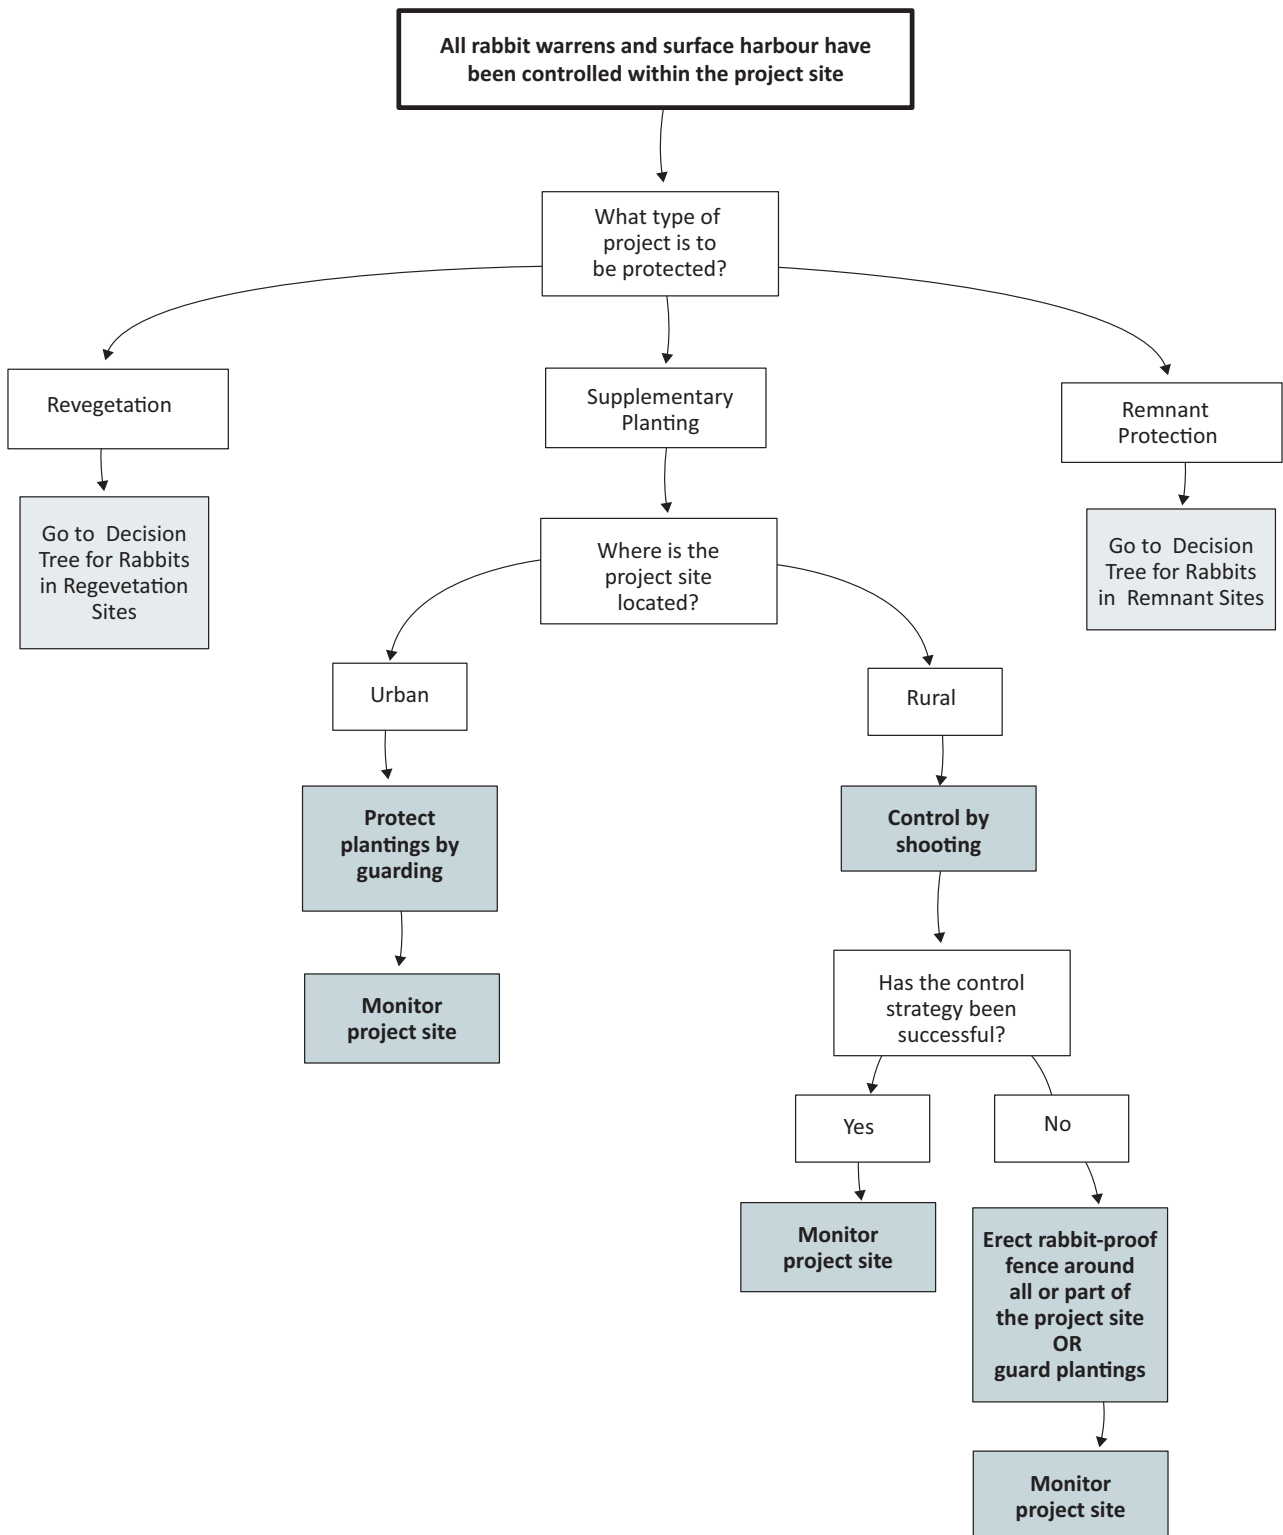 All rabbit warrens and surface harbour have
been controlled within the project site
What type of
project is to
be protected?
Revegetation
Supplementary
Planting
Remnant
Protection
Go to Decision
Tree for Rabbits
in Regevetation
Sites
Where is the
project site
located?
Go to Decision
Tree for Rabbits
in Remnant Sites
Urban
Rural
Protect
plantings by
guarding
Control by
shooting
Monitor
project site
Has the control
strategy been
successful?
Yes
No
Monitor
project site
Erect rabbit-proof
fence around
all or part of
the project site
OR
guard plantings
Monitor
project site